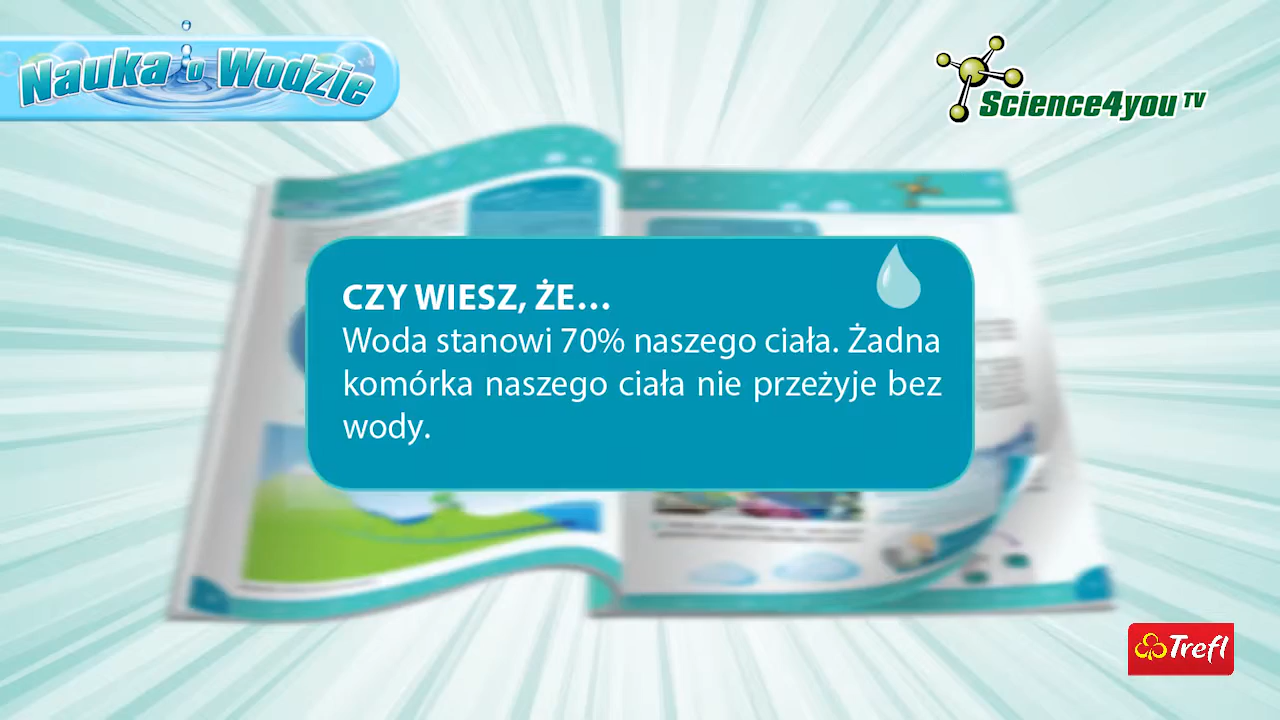 Nauka o Wodzie
Science4you TV
CZY WIESZ, ŻE...
Woda stanowi 70% naszego ciała. Żadna
komórka naszego ciała nie przeżyje bez
wody.
Trefl